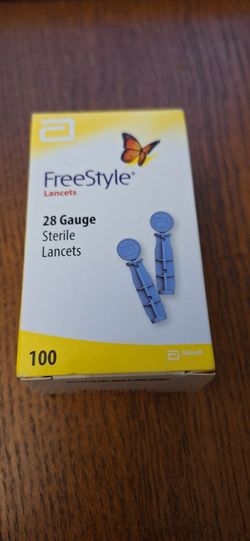 FreeStyle®
Lancets
28 Gauge
Sterile
Lancets
100
Abbott